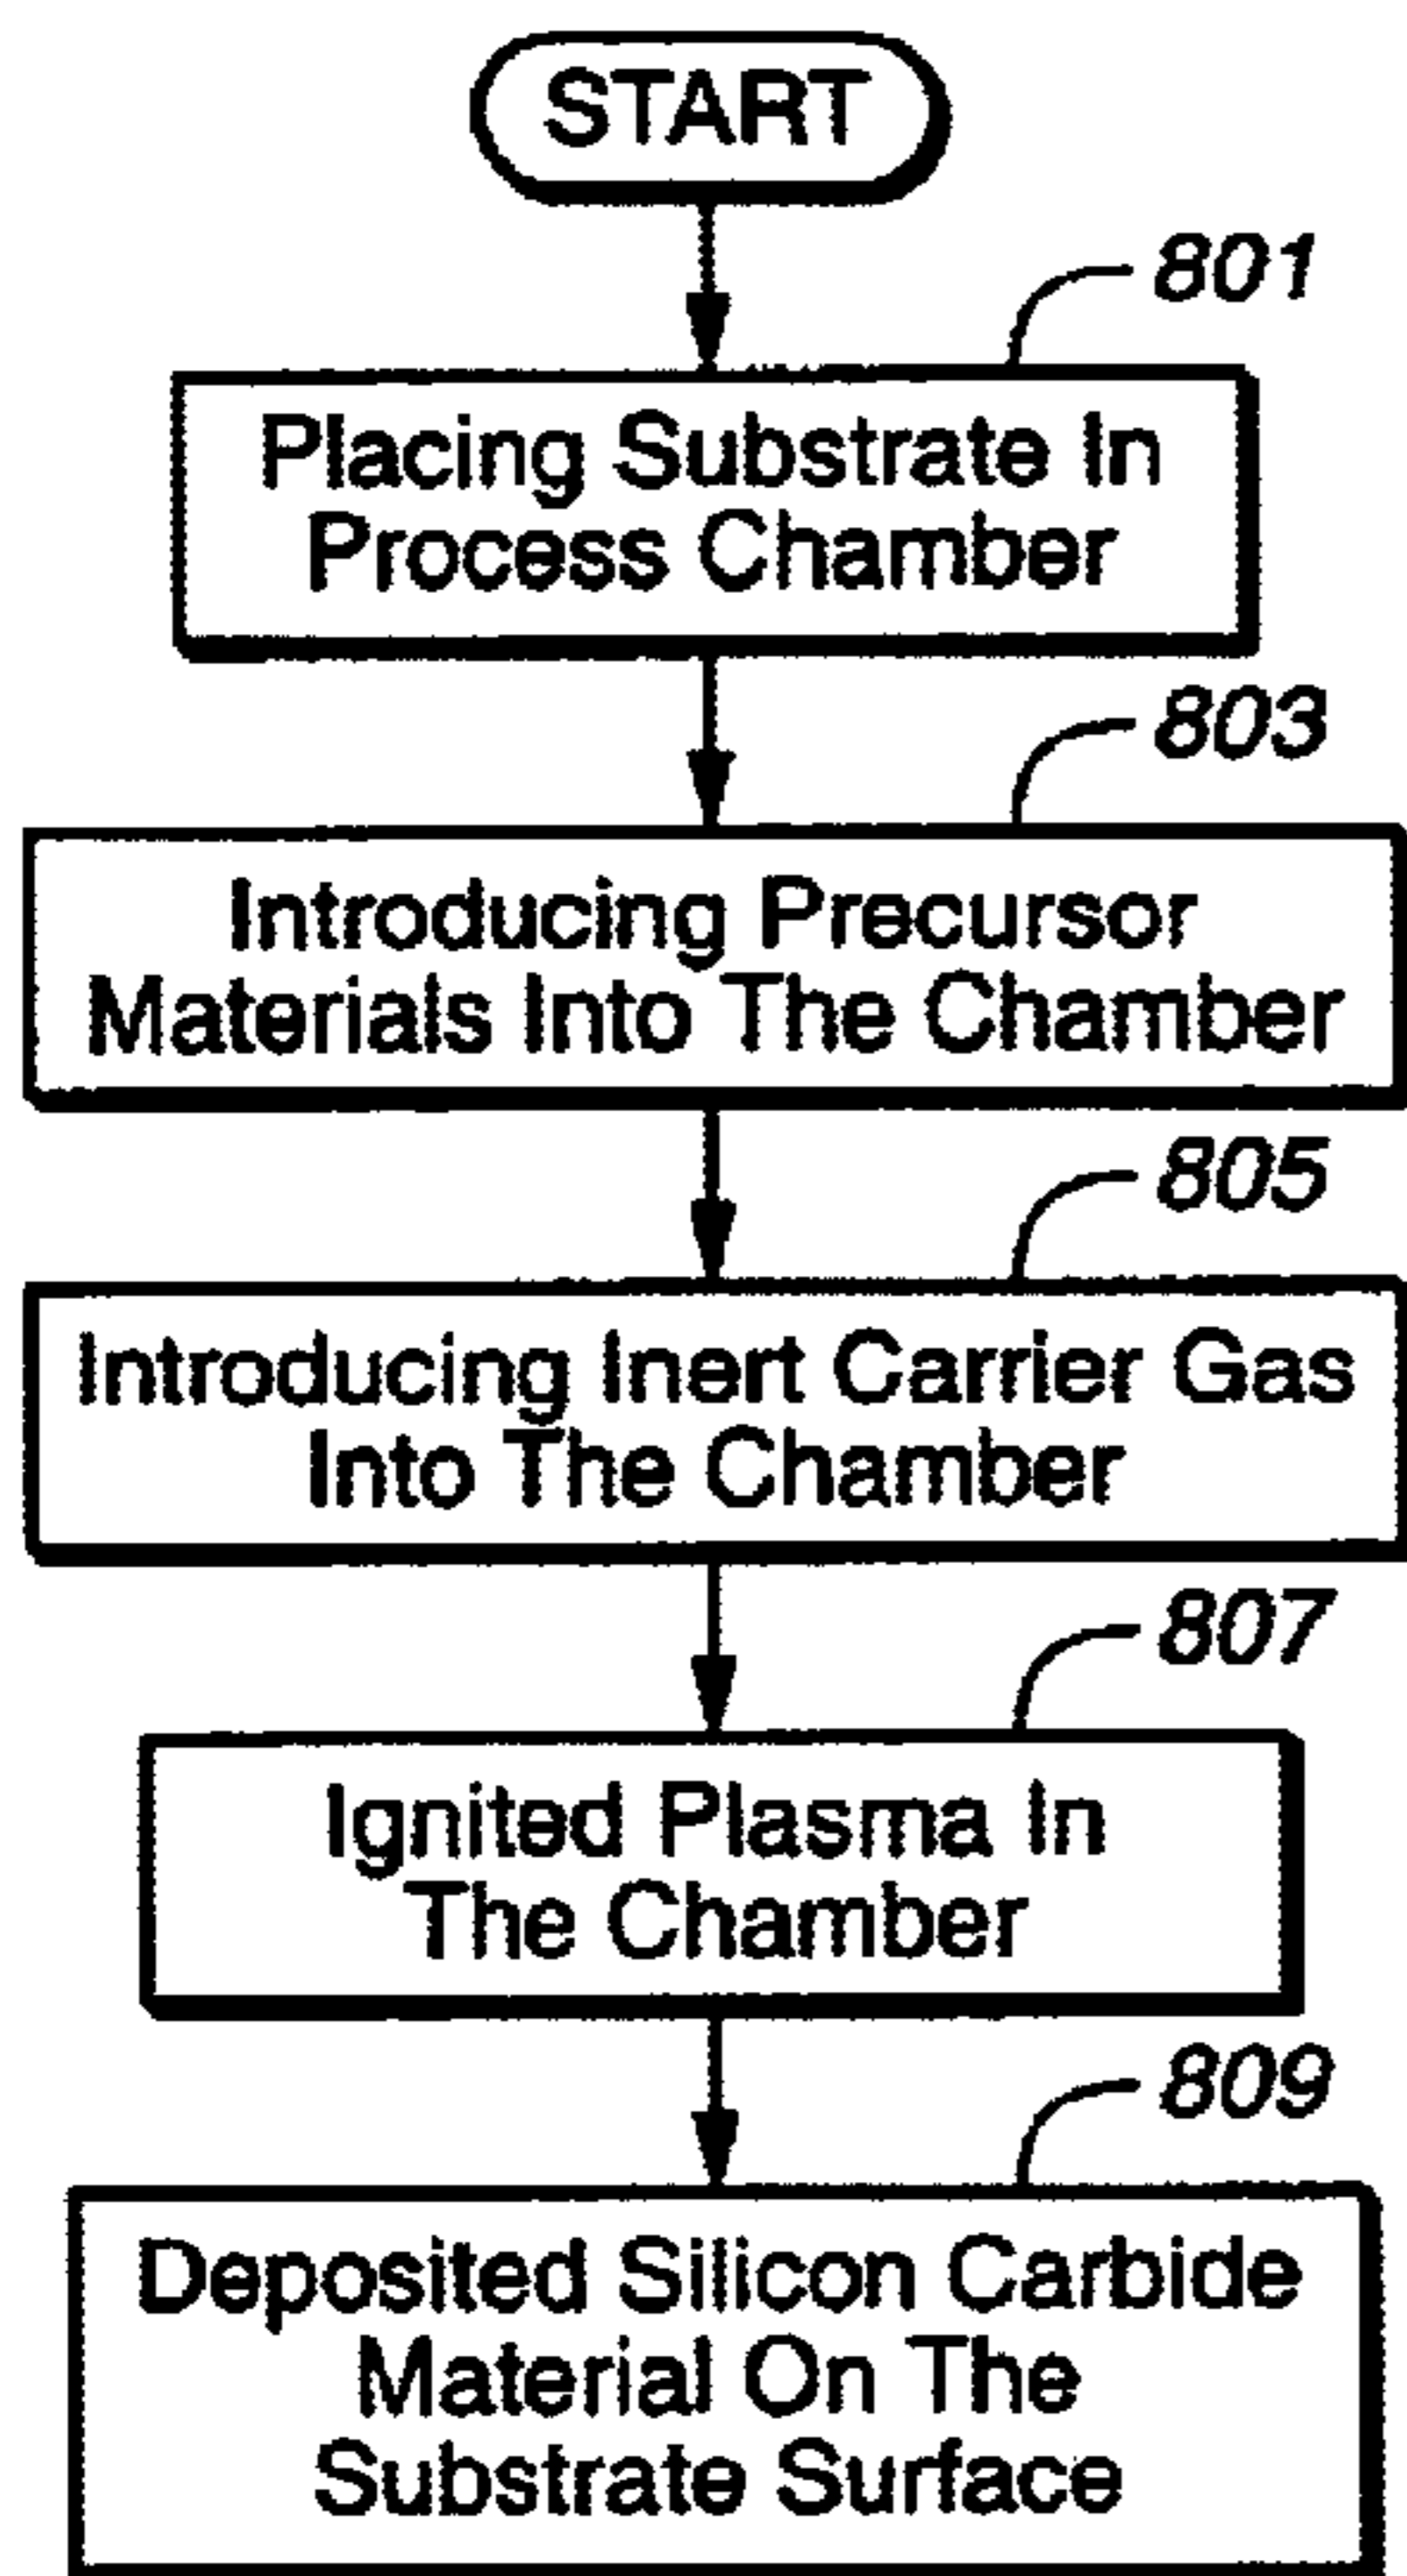 START
801
Placing Substrate In
Process Chamber
803
Introducing Precursor
Materials Into The Chamber
805
Introducing Inert Carrier Gas
Into The Chamber
807
Ignited Plasma In
The Chamber
809
Deposited Silicon Carbide
Material On The
Substrate Surface